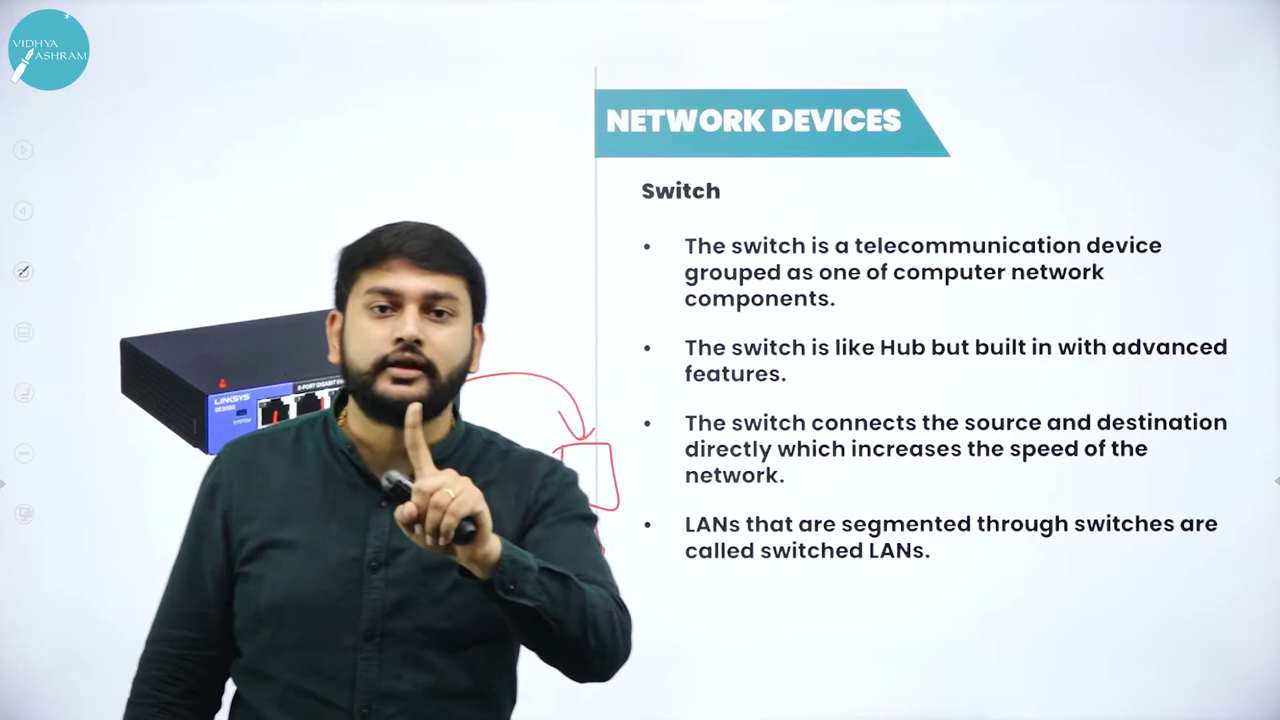 VIDHYA
ASHRAM
NETWORK DEVICES
Switch
• The switch is a telecommunication device
grouped as one of computer network
components.
• The switch is like Hub but built in with advanced
features.
• The switch connects the source and destination
directly which increases the speed of the
network.
• LANs that are segmented through switches are
called switched LANs.
LINKSYS
SYSTEM